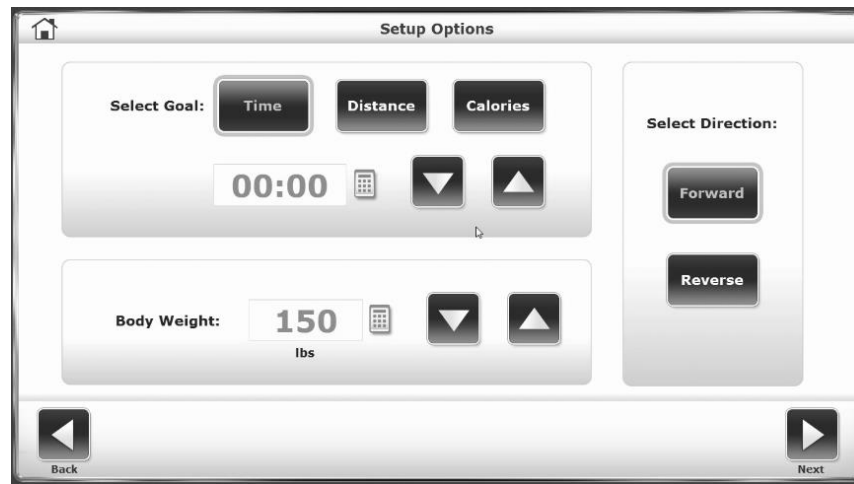 Setup Options
Select Goal:
Time
Distance
Calories
00:00
Body Weight:
150
lbs
Select Direction:
Forward
Reverse
Back
Next